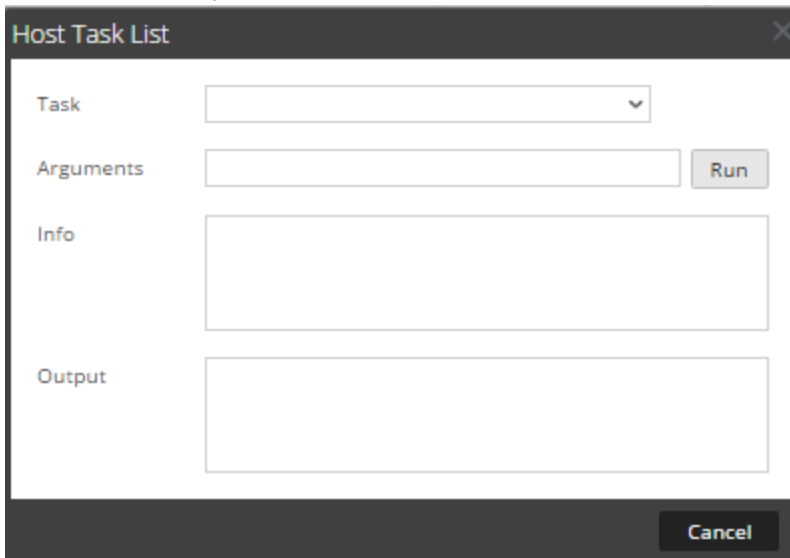 Host Task List
Task
Arguments
Run
Info
Output
Cancel